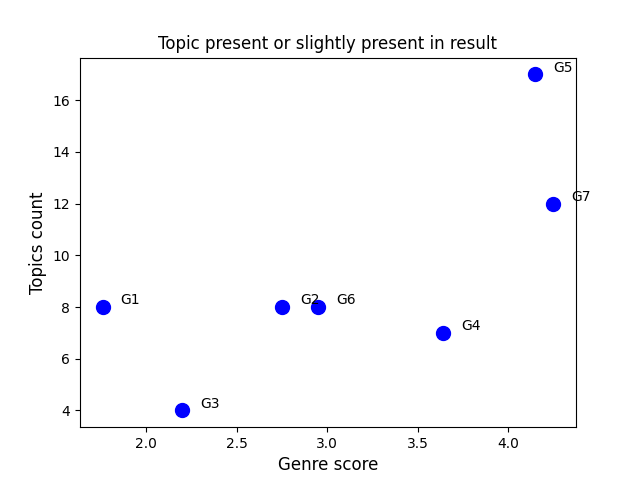 Topic present or slightly present in result
G5
16
14
G7
12
Topics count
10
G1
G2
G6
8
G4
6
G3
4
2.0
2.5
3.0
3.5
4.0
Genre score